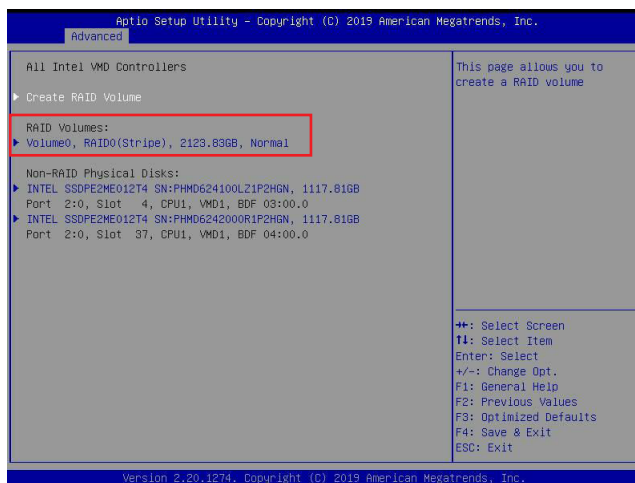 Aptio Setup Utility - Copyright (C) 2019 American Megatrends, Inc.
Advanced
All Intel VMD Controllers
Create RAID Volume
RAID Volumes:
Volume0, RAID0(Stripe), 2123.83GB, Normal
Non-RAID Physical Disks:
INTEL SSDPE2ME012T4 SN:PHMD624100LZ1P2HGN, 1117.81GB
Port 2:0, Slot 4, CPU1, VMD1, BDF 03:00.0
INTEL SSDPE2ME012T4 SN:PHMD6242000R1P2HGN, 1117.81GB
Port 2:0, Slot 37, CPU1, VMD1, BDF 04:00.0
This page allows you to
create a RAID volume
→←: Select Screen
↑↓: Select Item
Enter: Select
+/-: Change Opt.
F1: General Help
F2: Previous Values
F3: Optimized Defaults
F4: Save & Exit
ESC: Exit
Version 2.20.1274. Copyright (C) 2019 American Megatrends, Inc.